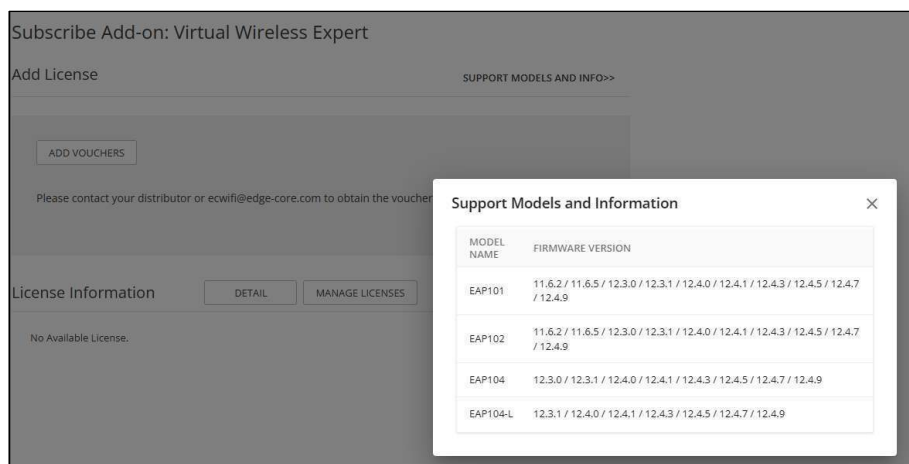 Subscribe Add-on: Virtual Wireless Expert
Add License
SUPPORT MODELS AND INFO>>
ADD VOUCHERS
Please contact your distributor or ecwifi@edge-core.com to obtain the voucher
License Information
DETAIL
MANAGE LICENSES
No Available License.
Support Models and Information
MODEL
NAME
FIRMWARE VERSION
EAP101
11.6.2 / 11.6.5 / 12.3.0 / 12.3.1 / 12.4.0 / 12.4.1 / 12.4.3 / 12.4.5 / 12.4.7
/ 12.4.9
EAP102
11.6.2 / 11.6.5 / 12.3.0 / 12.3.1 / 12.4.0 / 12.4.1 / 12.4.3 / 12.4.5 / 12.4.7
/ 12.4.9
EAP104
12.3.0 / 12.3.1 / 12.4.0 / 12.4.1 / 12.4.3 / 12.4.5 / 12.4.7 / 12.4.9
EAP104-L
12.3.1 / 12.4.0 / 12.4.1 / 12.4.3 / 12.4.5 / 12.4.7 / 12.4.9